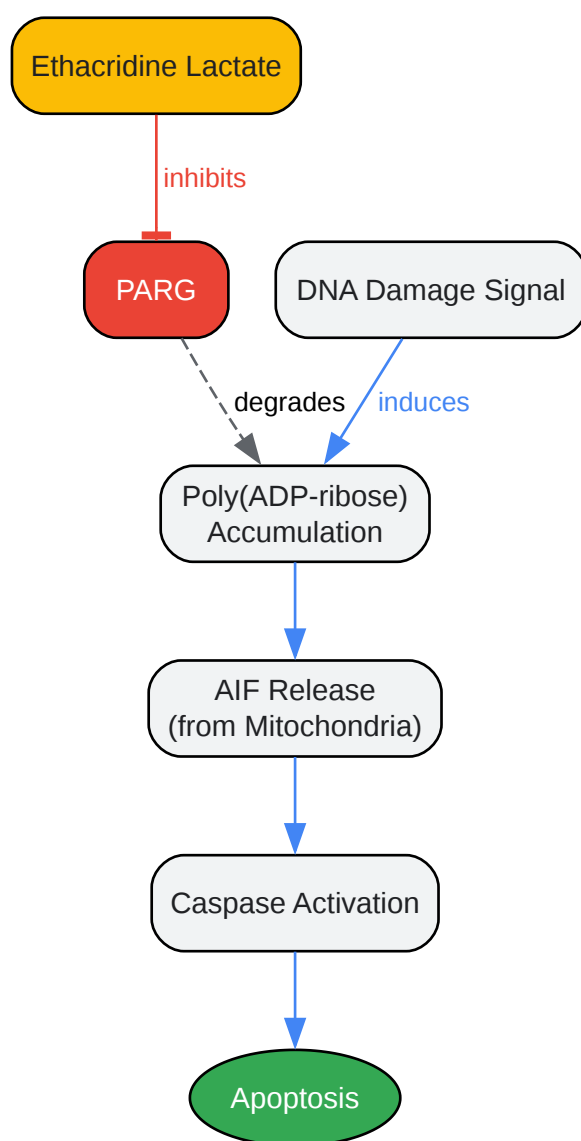 Ethacridine Lactate
inhibits
PARG
DNA Damage Signal
degrades
induces
Poly(ADP-ribose)
Accumulation
AIF Release
(from Mitochondria)
Caspase Activation
Apoptosis